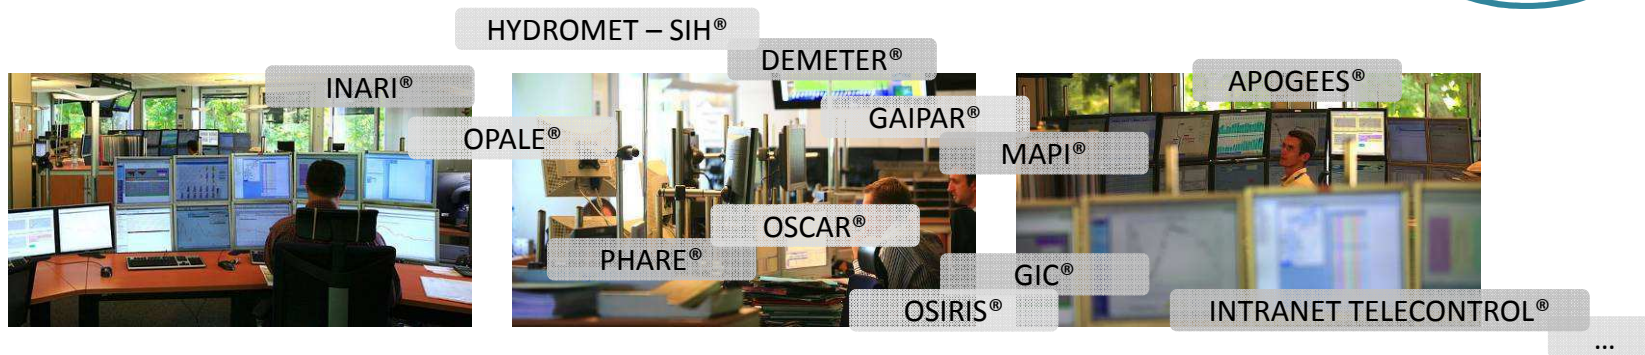 HYDROMET – SIH®
DEMETER®
INARI®
APOGEES®
GAIPAR®
OPALE®
MAPI®
OSCAR®
PHARE®
GIC®
OSIRIS®
INTRANET TELECONTROL®
...